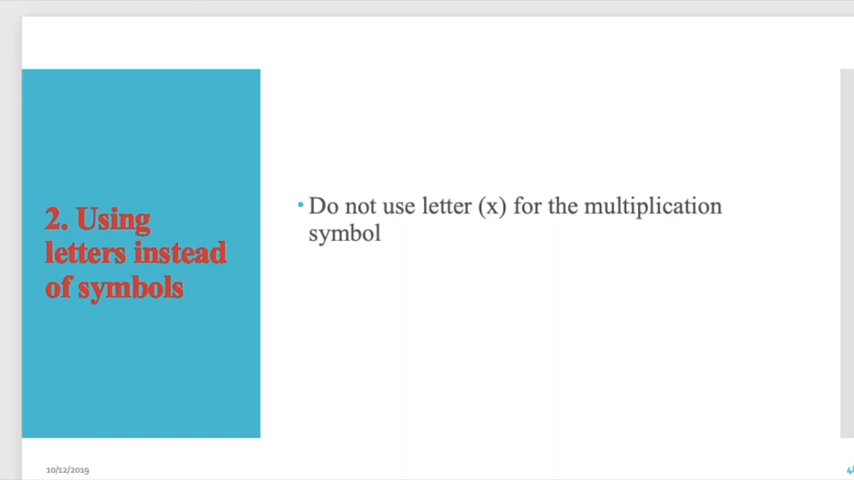 2. Using
letters instead
of symbols
• Do not use letter (x) for the multiplication
symbol
10/12/2019